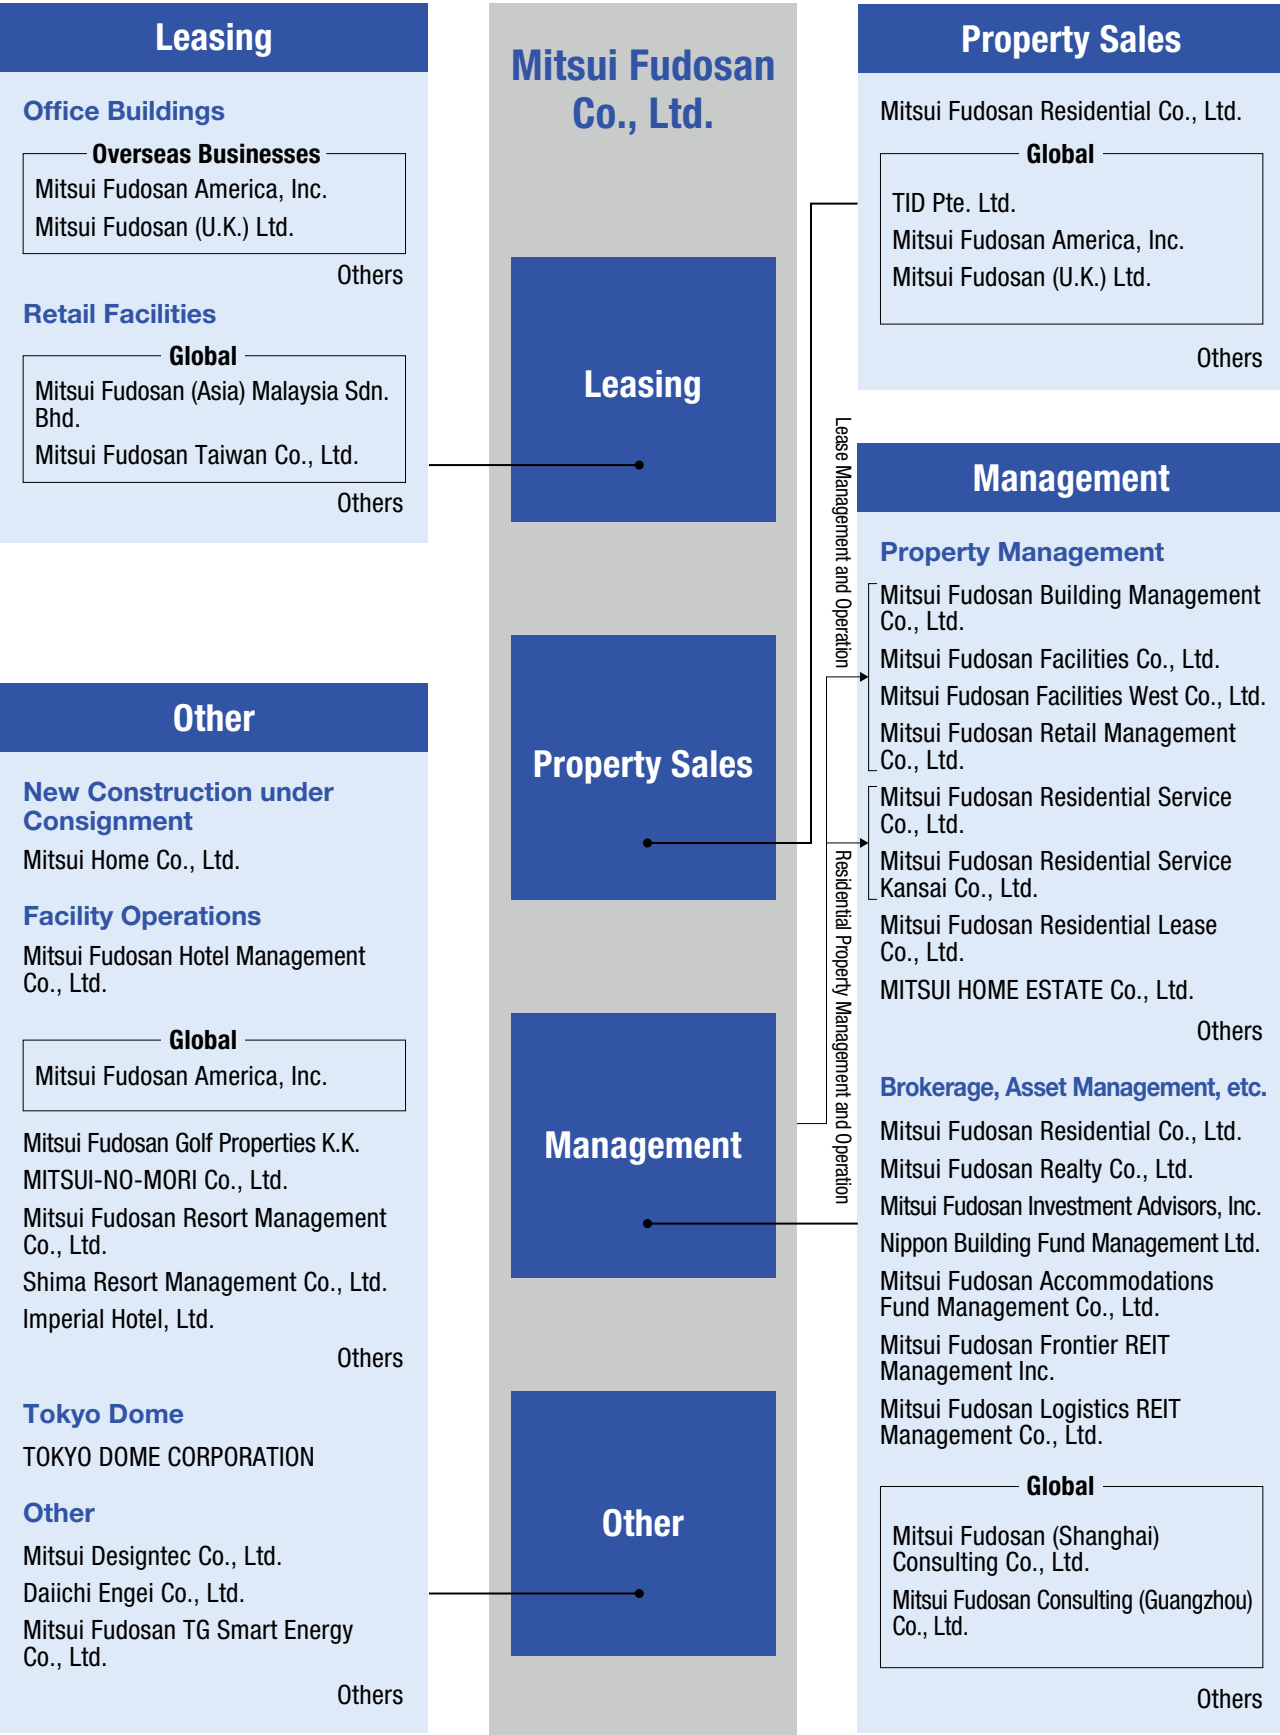 Leasing
Office Buildings
Overseas Businesses
Mitsui Fudosan America, Inc.
Mitsui Fudosan (U.K.) Ltd.
Others
Retail Facilities
Global
Mitsui Fudosan (Asia) Malaysia Sdn.
Bhd.
Mitsui Fudosan Taiwan Co., Ltd.
Others
Other
New Construction under
Consignment
Mitsui Home Co., Ltd.
Facility Operations
Mitsui Fudosan Hotel Management
Co., Ltd.
Global
Mitsui Fudosan America, Inc.
Mitsui Fudosan Golf Properties K.K.
MITSUI-NO-MORI Co., Ltd.
Mitsui Fudosan Resort Management
Co., Ltd.
Shima Resort Management Co., Ltd.
Imperial Hotel, Ltd.
Others
Tokyo Dome
TOKYO DOME CORPORATION
Other
Mitsui Designtec Co., Ltd.
Daiichi Engei Co., Ltd.
Mitsui Fudosan TG Smart Energy
Co., Ltd.
Others
Mitsui Fudosan
Co., Ltd.
Leasing
Property Sales
Management
Other
Lease Management and Operation
Residential Property Management and Operation
Property Sales
Mitsui Fudosan Residential Co., Ltd.
Global
TID Pte. Ltd.
Mitsui Fudosan America, Inc.
Mitsui Fudosan (U.K.) Ltd.
Others
Management
Property Management
Mitsui Fudosan Building Management
Co., Ltd.
Mitsui Fudosan Facilities Co., Ltd.
Mitsui Fudosan Facilities West Co., Ltd.
Mitsui Fudosan Retail Management
Co., Ltd.
Mitsui Fudosan Residential Service
Co., Ltd.
Mitsui Fudosan Residential Service
Kansai Co., Ltd.
Mitsui Fudosan Residential Lease
Co., Ltd.
MITSUI HOME ESTATE Co., Ltd.
Others
Brokerage, Asset Management, etc.
Mitsui Fudosan Residential Co., Ltd.
Mitsui Fudosan Realty Co., Ltd.
Mitsui Fudosan Investment Advisors, Inc.
Nippon Building Fund Management Ltd.
Mitsui Fudosan Accommodations
Fund Management Co., Ltd.
Mitsui Fudosan Frontier REIT
Management Inc.
Mitsui Fudosan Logistics REIT
Management Co., Ltd.
Global
Mitsui Fudosan (Shanghai)
Consulting Co., Ltd.
Mitsui Fudosan Consulting (Guangzhou)
Co., Ltd.
Others